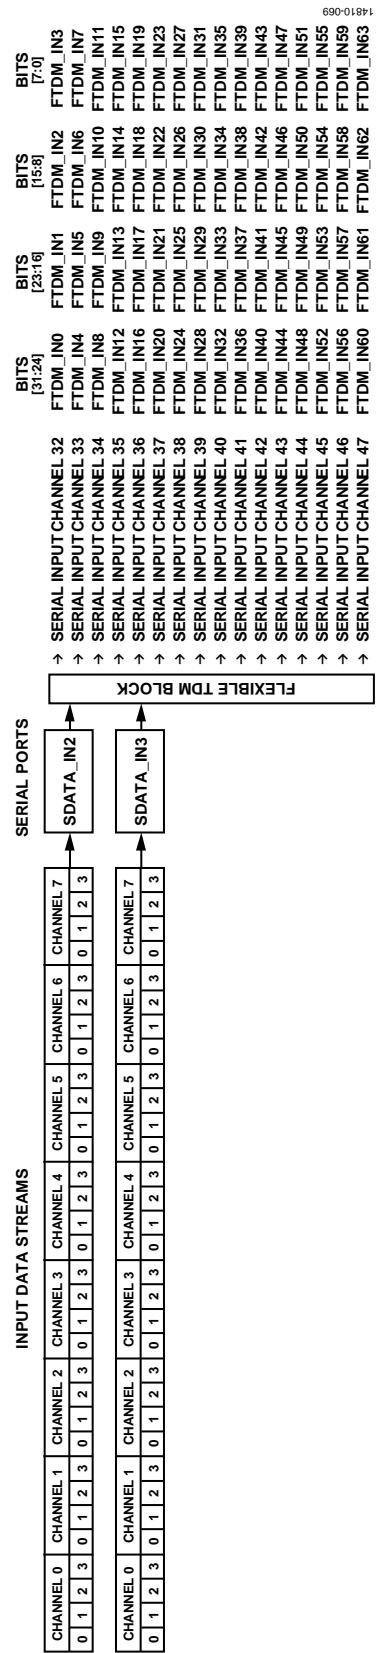 INPUT DATA STREAMS
SERIAL PORTS
BITS [31:24]
BITS [23:16]
BITS [15:8]
BITS [7:0]
CHANNEL 0 CHANNEL 1 CHANNEL 2 CHANNEL 3 CHANNEL 4 CHANNEL 5 CHANNEL 6 CHANNEL 7
0 1 2 3 0 1 2 3 0 1 2 3 0 1 2 3 0 1 2 3 0 1 2 3 0 1 2 3 0 1 2 3
SDATA_IN2
CHANNEL 0 CHANNEL 1 CHANNEL 2 CHANNEL 3 CHANNEL 4 CHANNEL 5 CHANNEL 6 CHANNEL 7
0 1 2 3 0 1 2 3 0 1 2 3 0 1 2 3 0 1 2 3 0 1 2 3 0 1 2 3 0 1 2 3
SDATA_IN3
FLEXIBLE TDM BLOCK
→ SERIAL INPUT CHANNEL 32 FTDM_IN0 FTDM_IN1 FTDM_IN2 FTDM_IN3
→ SERIAL INPUT CHANNEL 33 FTDM_IN4 FTDM_IN5 FTDM_IN6 FTDM_IN7
→ SERIAL INPUT CHANNEL 34 FTDM_IN8 FTDM_IN9 FTDM_IN10 FTDM_IN11
→ SERIAL INPUT CHANNEL 35 FTDM_IN12 FTDM_IN13 FTDM_IN14 FTDM_IN15
→ SERIAL INPUT CHANNEL 36 FTDM_IN16 FTDM_IN17 FTDM_IN18 FTDM_IN19
→ SERIAL INPUT CHANNEL 37 FTDM_IN20 FTDM_IN21 FTDM_IN22 FTDM_IN23
→ SERIAL INPUT CHANNEL 38 FTDM_IN24 FTDM_IN25 FTDM_IN26 FTDM_IN27
→ SERIAL INPUT CHANNEL 39 FTDM_IN28 FTDM_IN29 FTDM_IN30 FTDM_IN31
→ SERIAL INPUT CHANNEL 40 FTDM_IN32 FTDM_IN33 FTDM_IN34 FTDM_IN35
→ SERIAL INPUT CHANNEL 41 FTDM_IN36 FTDM_IN37 FTDM_IN38 FTDM_IN39
→ SERIAL INPUT CHANNEL 42 FTDM_IN40 FTDM_IN41 FTDM_IN42 FTDM_IN43
→ SERIAL INPUT CHANNEL 43 FTDM_IN44 FTDM_IN45 FTDM_IN46 FTDM_IN47
→ SERIAL INPUT CHANNEL 44 FTDM_IN48 FTDM_IN49 FTDM_IN50 FTDM_IN51
→ SERIAL INPUT CHANNEL 45 FTDM_IN52 FTDM_IN53 FTDM_IN54 FTDM_IN55
→ SERIAL INPUT CHANNEL 46 FTDM_IN56 FTDM_IN57 FTDM_IN58 FTDM_IN59
→ SERIAL INPUT CHANNEL 47 FTDM_IN60 FTDM_IN61 FTDM_IN62 FTDM_IN63
14810-069